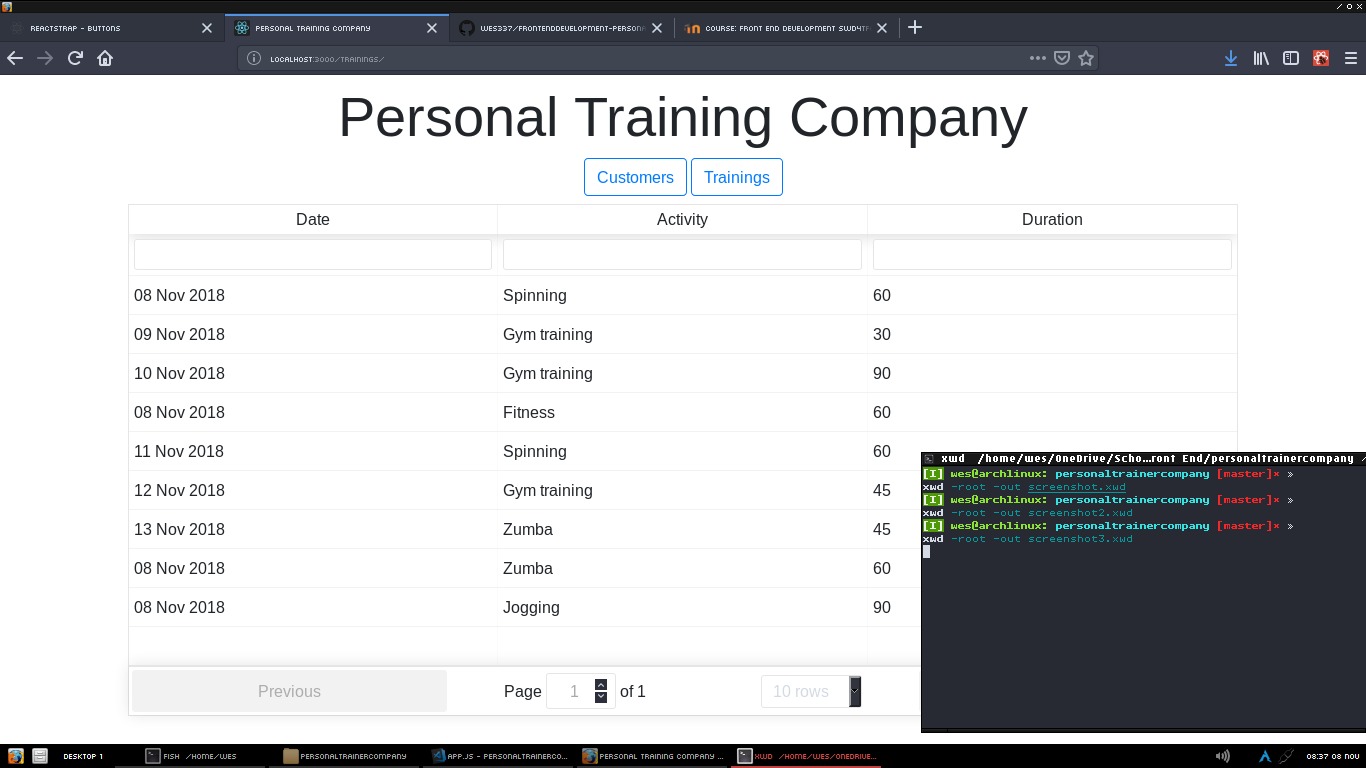 REACTSTRAP - BUTTONS
PERSONAL TRAINING COMPANY
WES337/FRONTENDDEVELOPMENT-PERSONA
COURSE: FRONT END DEVELOPMENT SWD4T
LOCALHOST:3000/TRAININGS/
Personal Training Company
Customers Trainings
Date Activity Duration
08 Nov 2018 Spinning 60
09 Nov 2018 Gym training 30
10 Nov 2018 Gym training 90
08 Nov 2018 Fitness 60
11 Nov 2018 Spinning 60
12 Nov 2018 Gym training 45
13 Nov 2018 Zumba 45
08 Nov 2018 Zumba 60
08 Nov 2018 Jogging 90
Previous Page 1 of 1 10 rows
xwd /home/wes/OneDrive/Scho...ront End/personaltrainercompany
[I] wes@archlinux: personaltrainercompany [master]× »
xwd -root -out screenshot.xwd
[I] wes@archlinux: personaltrainercompany [master]× »
xwd -root -out screenshot2.xwd
[I] wes@archlinux: personaltrainercompany [master]× »
xwd -root -out screenshot3.xwd
DESKTOP 1 FISH /HOME/WES PERSONALTRAINERCOMPANY APP.JS - PERSONALTRAINERCO... PERSONAL TRAINING COMPANY ... XWD /HOME/WES/ONEDRIVE... 08:37 08 NOV